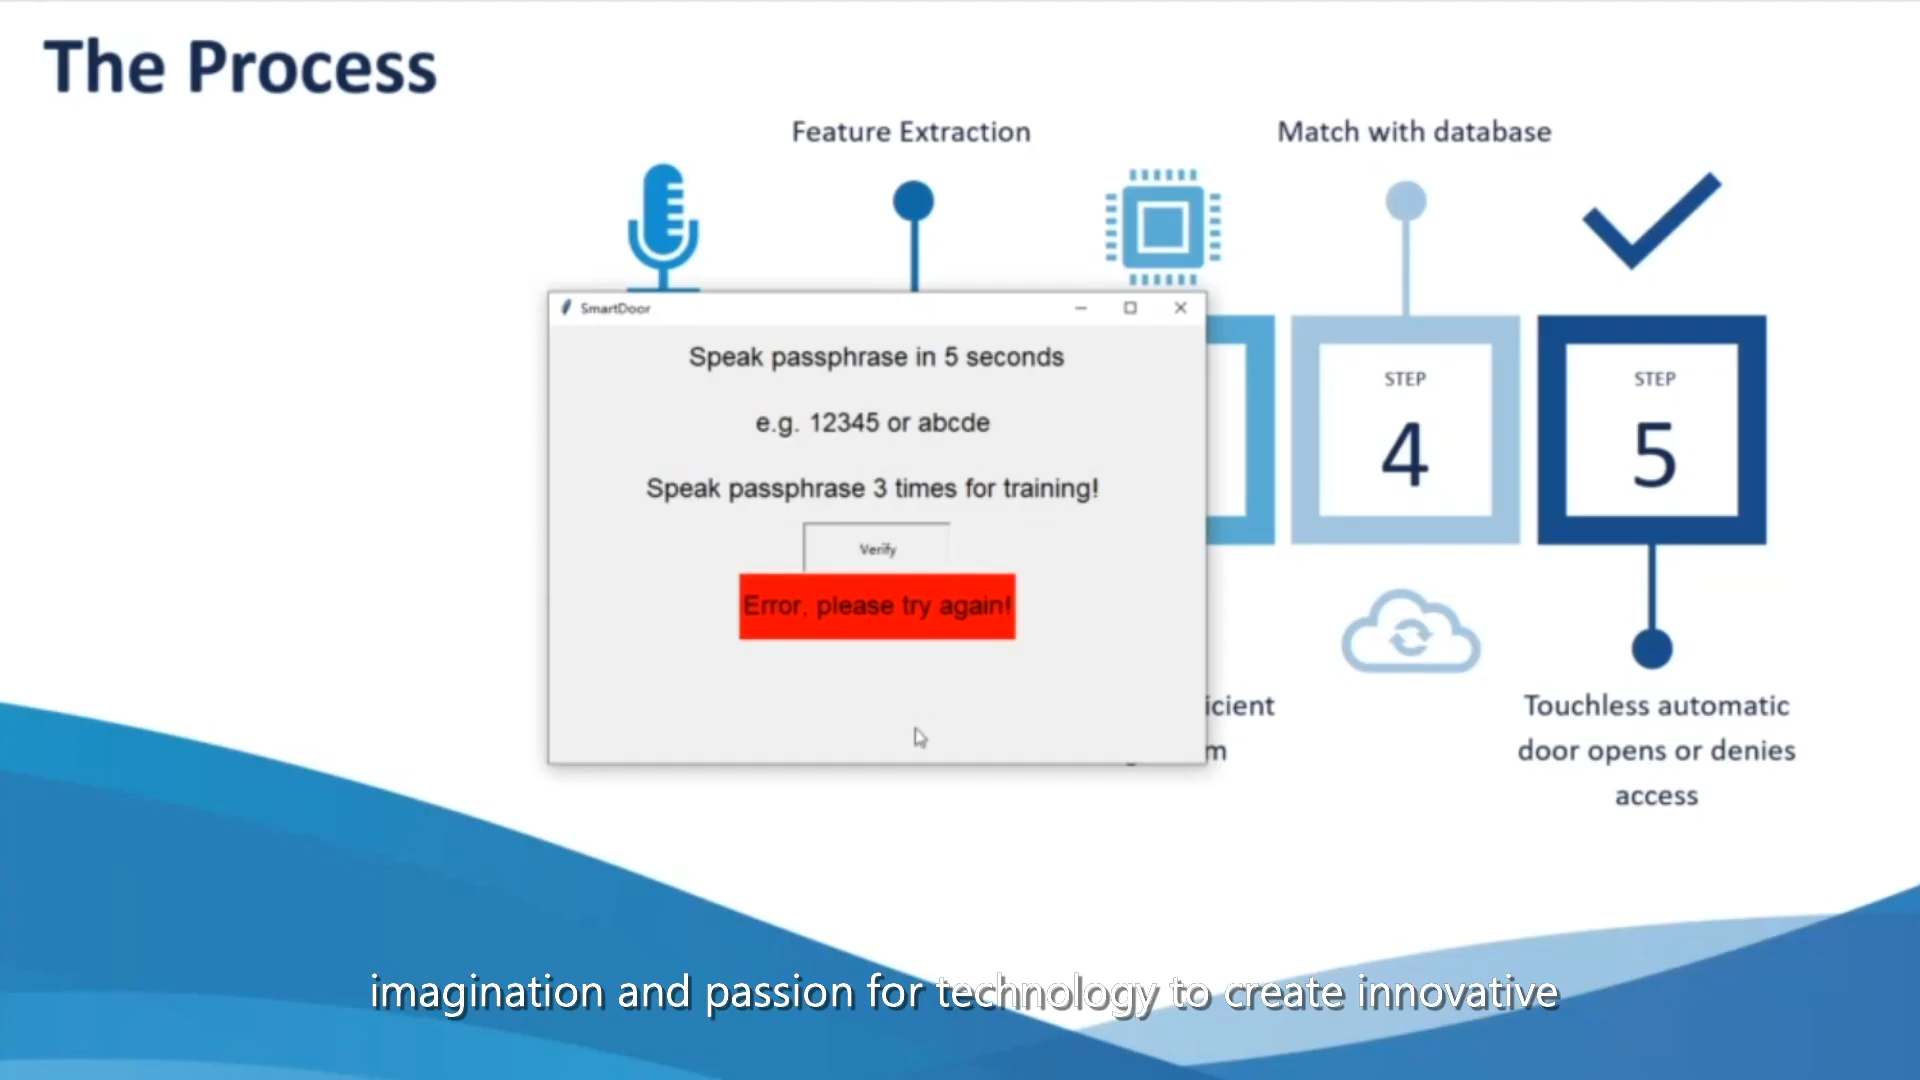 The Process
Feature Extraction
Match with database
SmartDoor
Speak passphrase in 5 seconds
e.g. 12345 or abcde
Speak passphrase 3 times for training!
Verify
Error, please try again!
STEP
4
STEP
5
icient
m
Touchless automatic
door opens or denies
access
imagination and passion for technology to create innovative